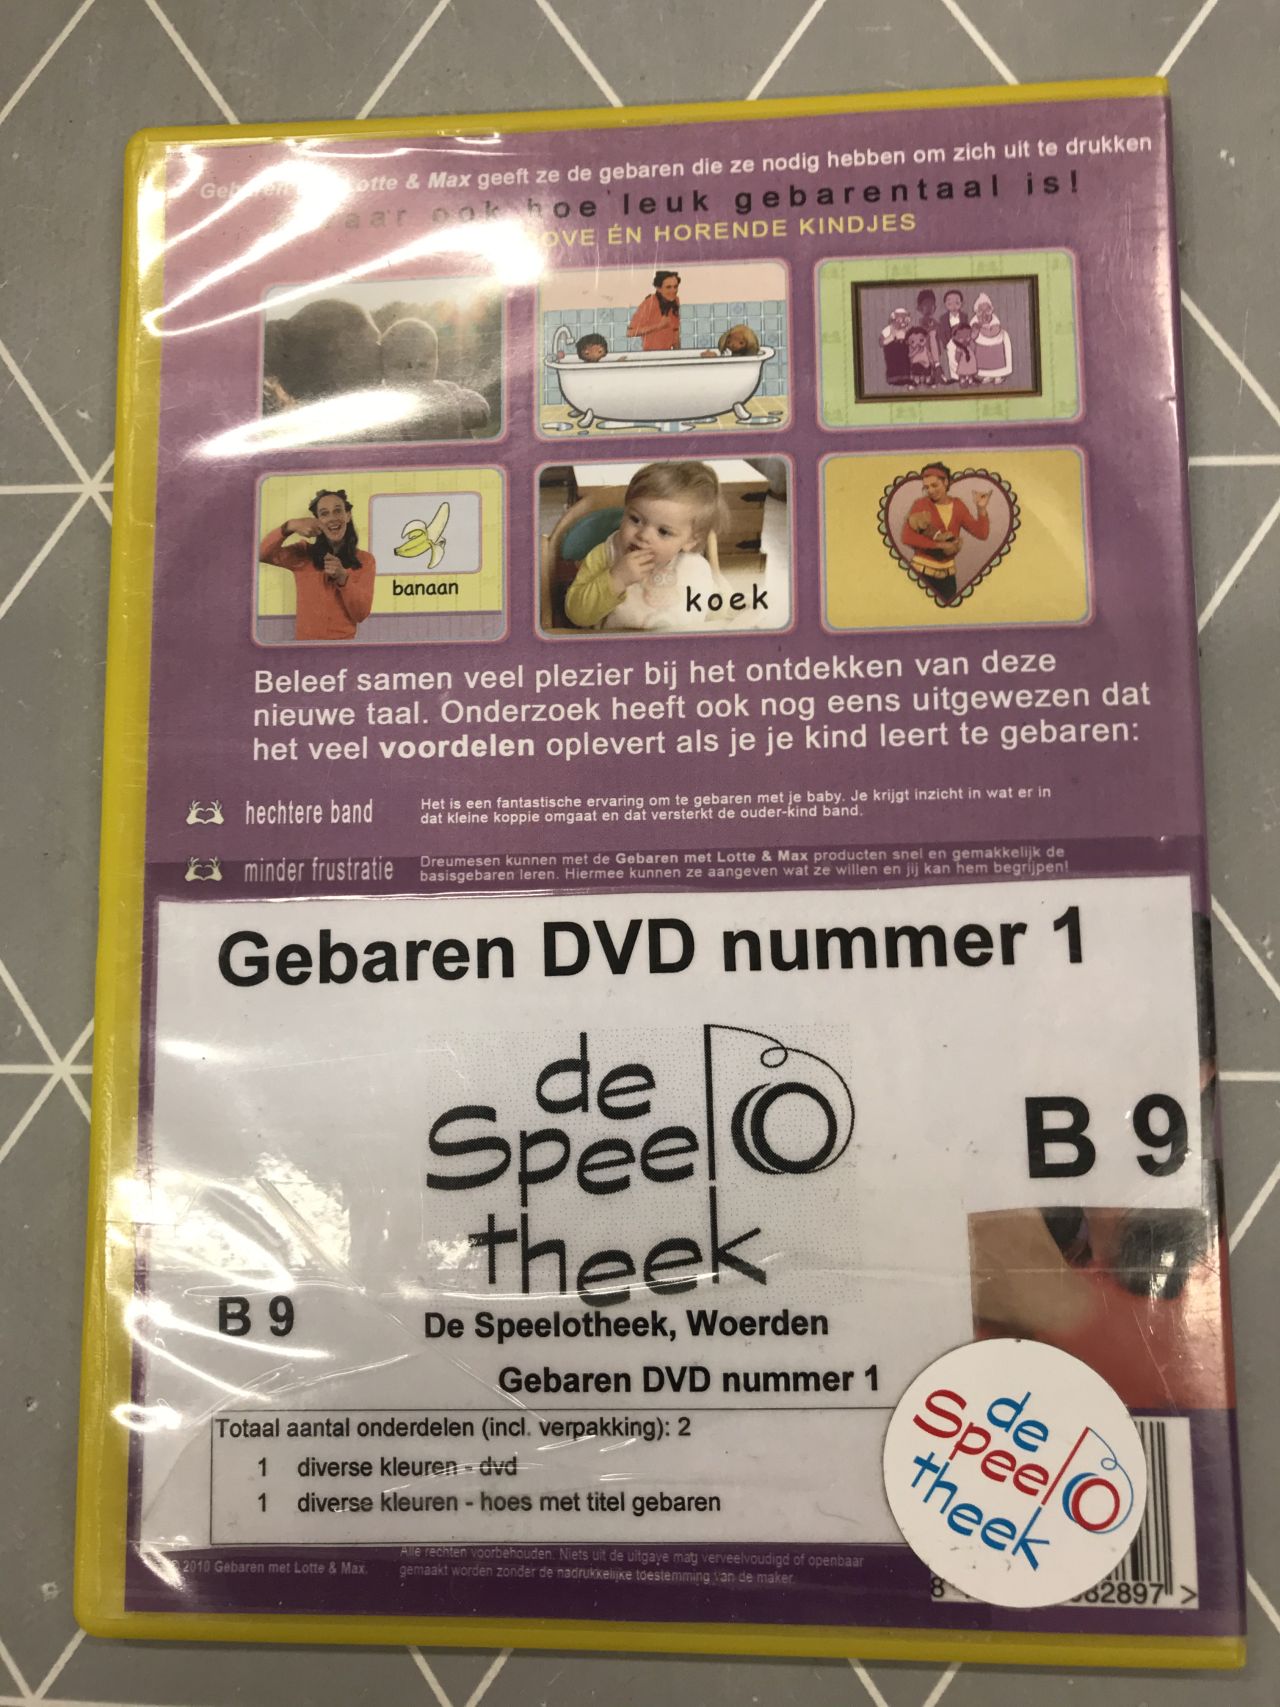 Lotte & Max geeft ze de gebaren die ze nodig hebben om zich uit te drukken
ook hoe leuk gebarentaal is!
ÉN HORENDE KINDJES
banaan
koek
Beleef samen veel plezier bij het ontdekken van deze
nieuwe taal. Onderzoek heeft ook nog eens uitgewezen dat
het veel voordelen oplevert als je je kind leert te gebaren:
hechtere band
Het is een fantastische ervaring om te gebaren met je baby. Je krijgt inzicht in wat er in
dat kleine koppie omgaat en dat versterkt de ouder-kind band.
minder frustratie
Dreumesen kunnen met de Gebaren met Lotte & Max producten snel en gemakkelijk de
basisgebaren leren. Hiermee kunnen ze aangeven wat ze willen en jij kan hem begrijpen!
Gebaren DVD nummer 1
de
Speelo
theek
B 9
B 9
De Speelotheek, Woerden
Gebaren DVD nummer 1
Totaal aantal onderdelen (incl. verpakking): 2
1 diverse kleuren - dvd
1 diverse kleuren - hoes met titel gebaren
de
Speelo
theek
© 2010 Gebaren met Lotte & Max.
Alle rechten voorbehouden. Niets uit de uitgave mag verveelvoudigd of openbaar
gemaakt worden zonder de nadrukkelijke toestemming van de maker.
8 82897 >